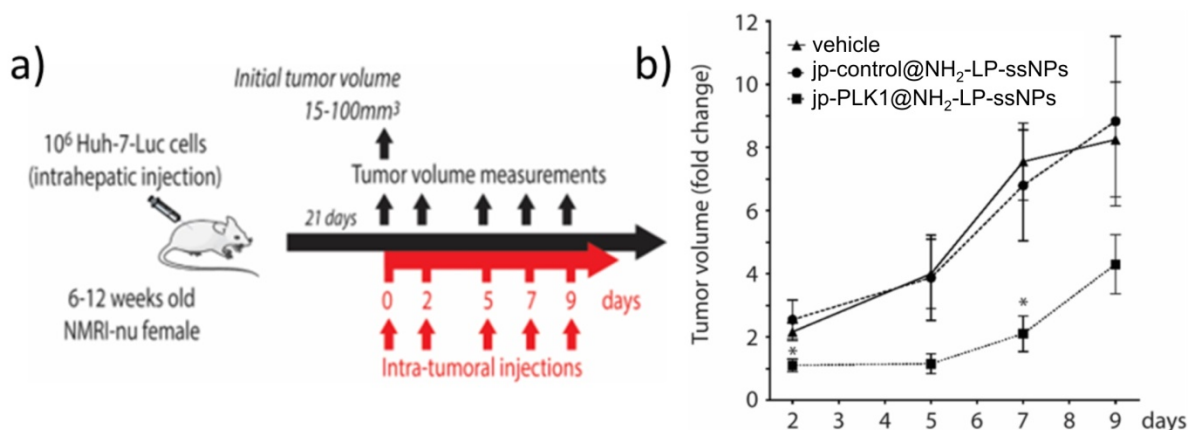 a)
Initial tumor volume
15-100mm³
10⁶ Huh-7-Luc cells
(intrahepatic injection)
Tumor volume measurements
21 days
6-12 weeks old
NMRI-nu female
0 2 5 7 9 days
Intra-tumoral injections
b)
Tumor volume (fold change)
12
10
8
6
4
2
0
vehicle
jp-control@NH₂-LP-ssNPs
jp-PLK1@NH₂-LP-ssNPs
*
*
2 3 4 5 6 7 8 9 days